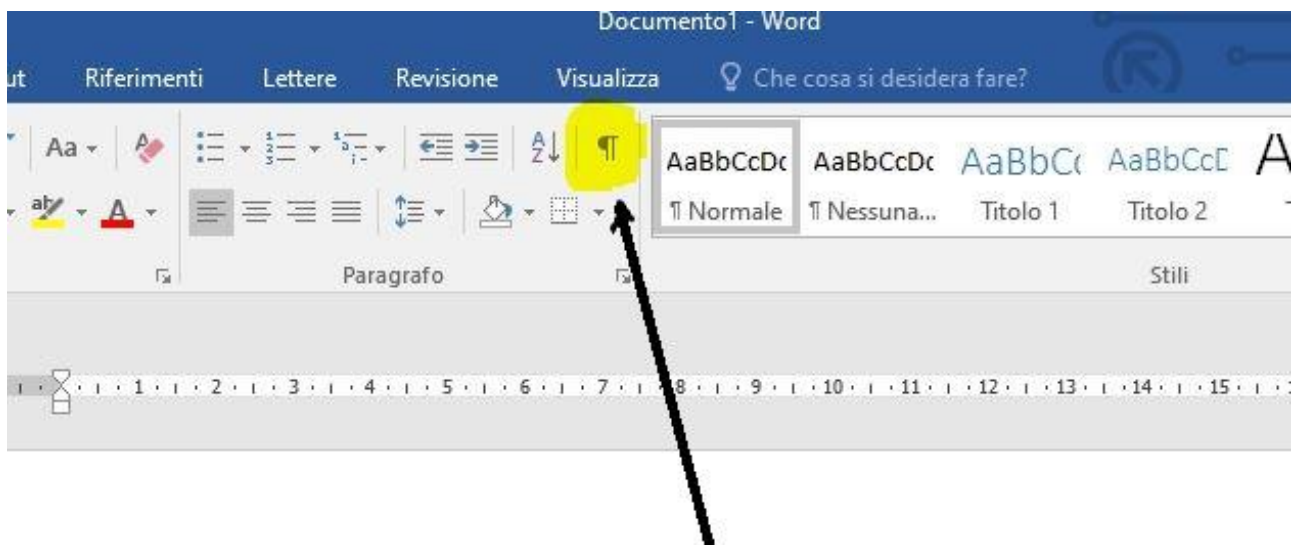 Documento1 - Word
ut Riferimenti Lettere Revisione Visualizza Che cosa si desidera fare?
Aa A Z ¶
AaBbCcDc AaBbCcDc AaBbC AaBbCcD A
ab A ¶ Normale ¶ Nessuna... Titolo 1 Titolo 2
Paragrafo Stili
1 2 3 4 5 6 7 8 9 10 11 12 13 14 15